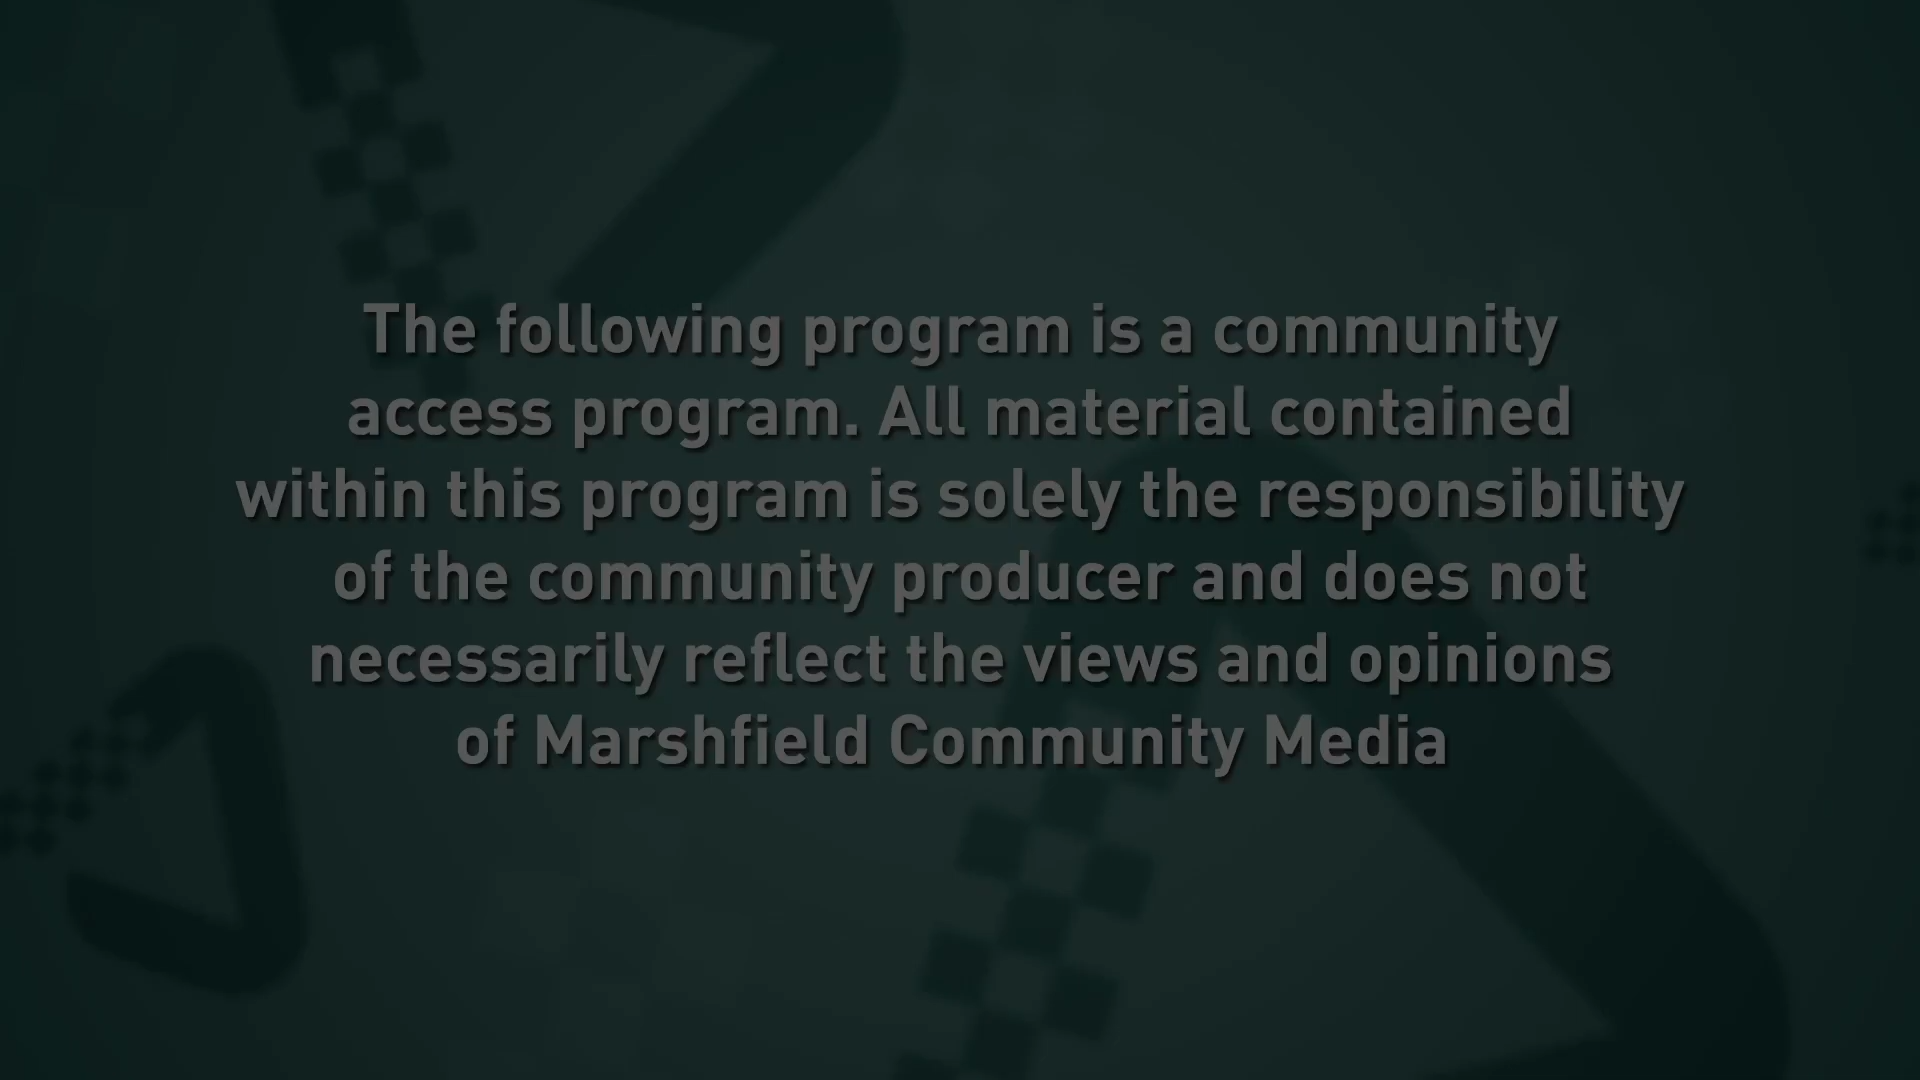 The following program is a community
access program. All material contained
within this program is solely the responsibility
of the community producer and does not
necessarily reflect the views and opinions
of Marshfield Community Media